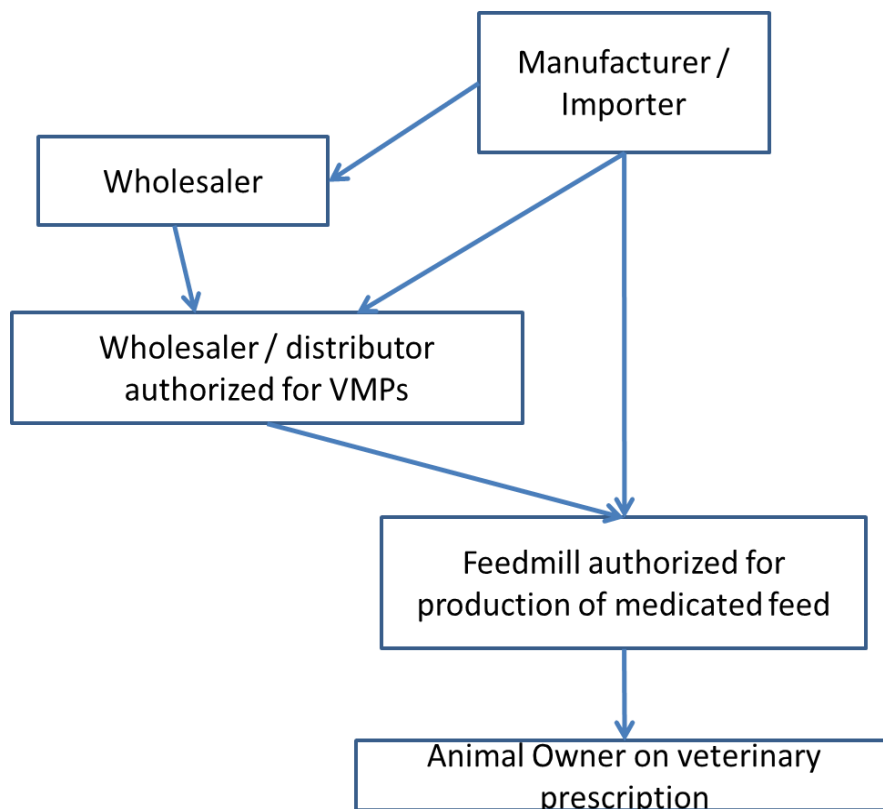 Manufacturer /
Importer
Wholesaler
Wholesaler / distributor
authorized for VMPs
Feedmill authorized for
production of medicated feed
Animal Owner on veterinary
prescription